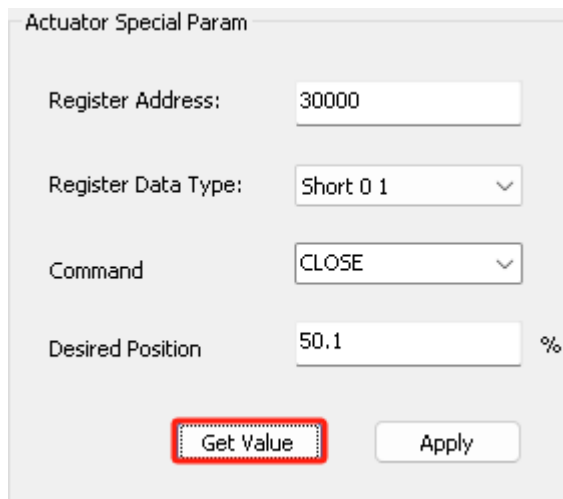 Actuator Special Param
Register Address: 30000
Register Data Type: Short 0 1
Command CLOSE
Desired Position 50.1 %
Get Value Apply